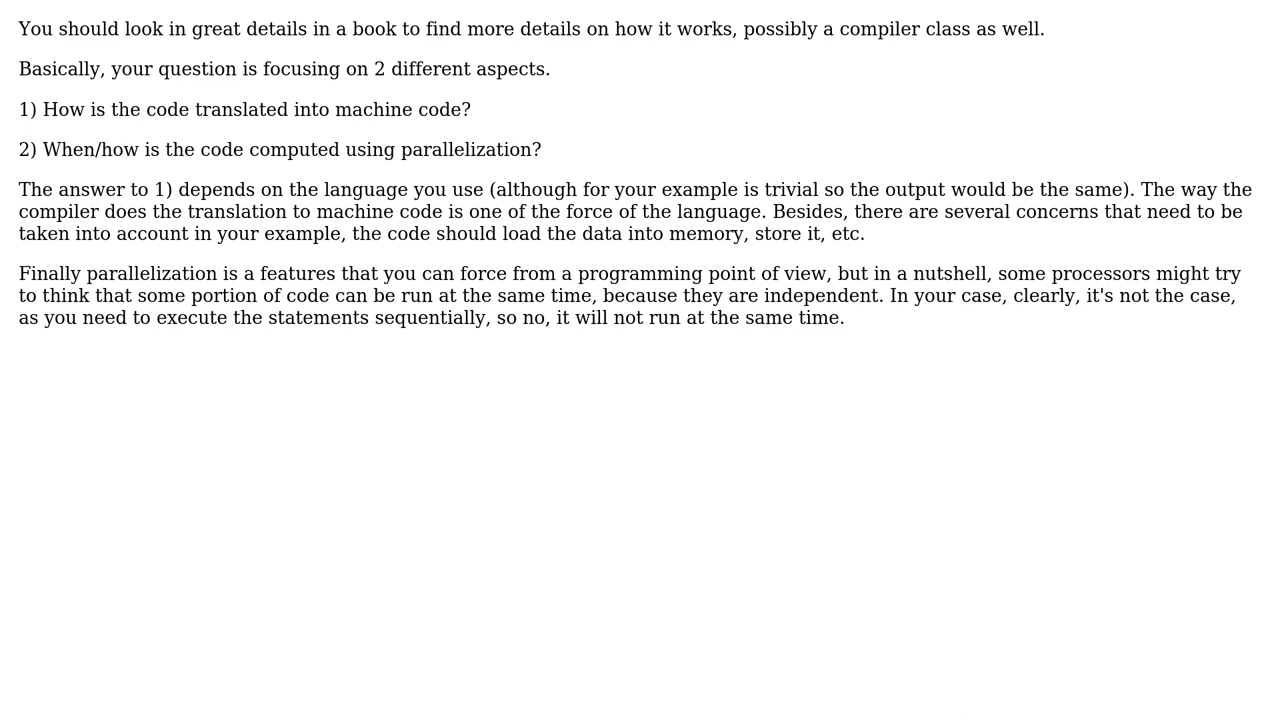 You should look in great details in a book to find more details on how it works, possibly a compiler class as well.
Basically, your question is focusing on 2 different aspects.
1) How is the code translated into machine code?
2) When/how is the code computed using parallelization?
The answer to 1) depends on the language you use (although for your example is trivial so the output would be the same). The way the
compiler does the translation to machine code is one of the force of the language. Besides, there are several concerns that need to be
taken into account in your example, the code should load the data into memory, store it, etc.
Finally parallelization is a features that you can force from a programming point of view, but in a nutshell, some processors might try
to think that some portion of code can be run at the same time, because they are independent. In your case, clearly, it's not the case,
as you need to execute the statements sequentially, so no, it will not run at the same time.